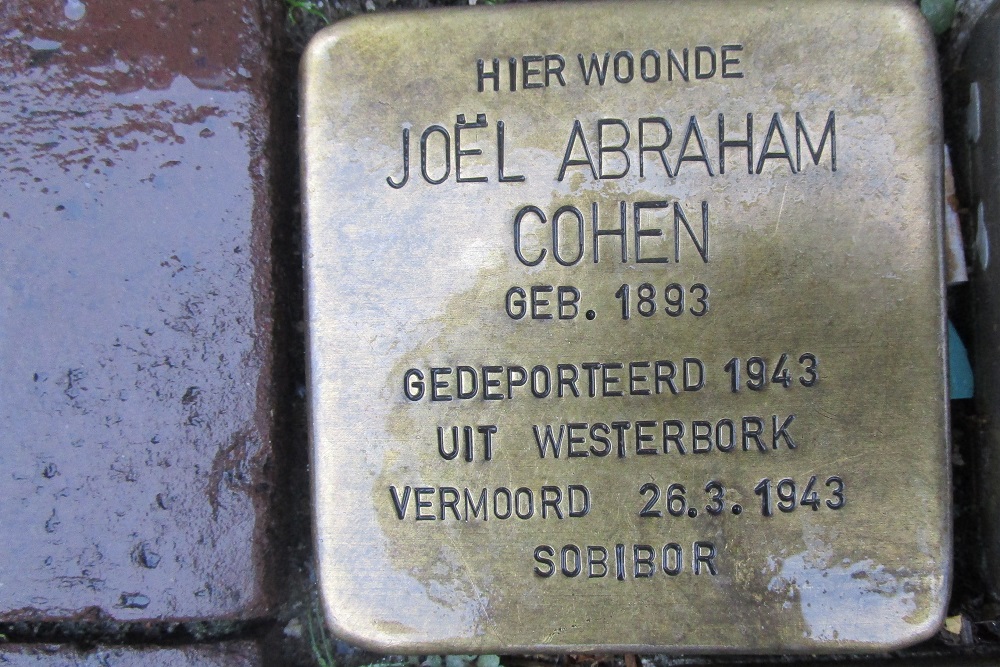 HIER WOONDE
JOËL ABRAHAM
COHEN
GEB. 1893
GEDEPORTEERD 1943
UIT WESTERBORK
VERMOORD 26.3.1943
SOBIBOR